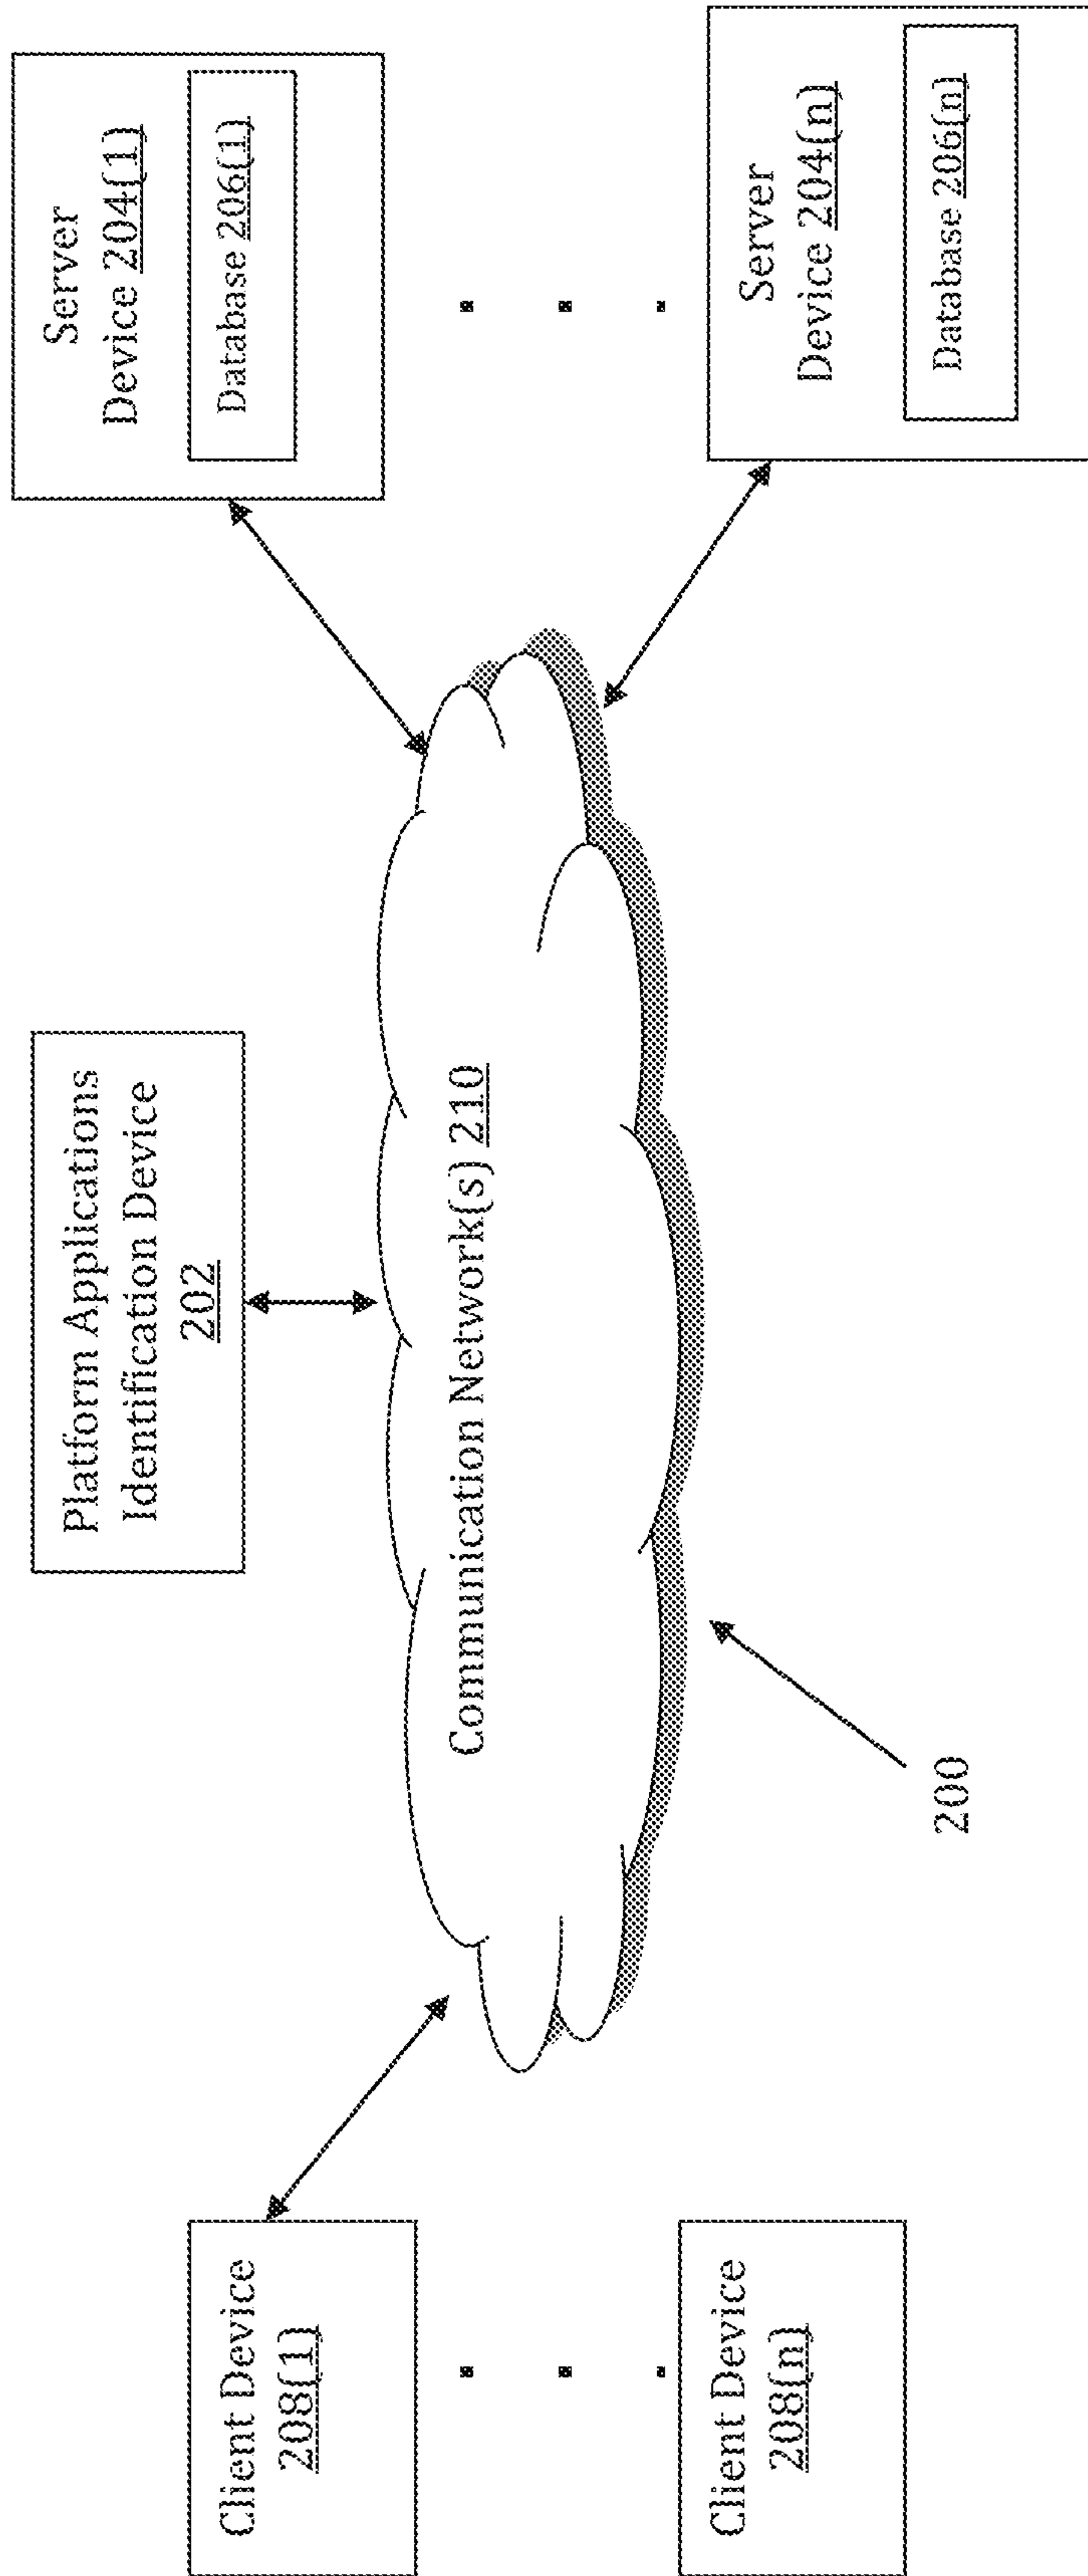 Platform Applications
Identification Device
202
Client Device
208(1)
Client Device
208(n)
Communication Network(s) 210
200
Server
Device 204(1)
Database 206(1)
Server
Device 204(n)
Database 206(n)